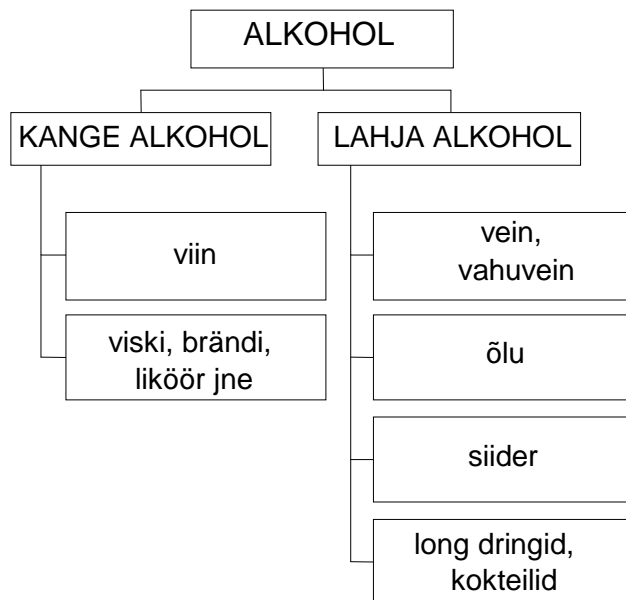 ALKOHOL
KANGE ALKOHOL
LAHJA ALKOHOL
viin
viski, brändi,
liköör jne
vein,
vahuvein
õlu
siider
long dringid,
kokteilid